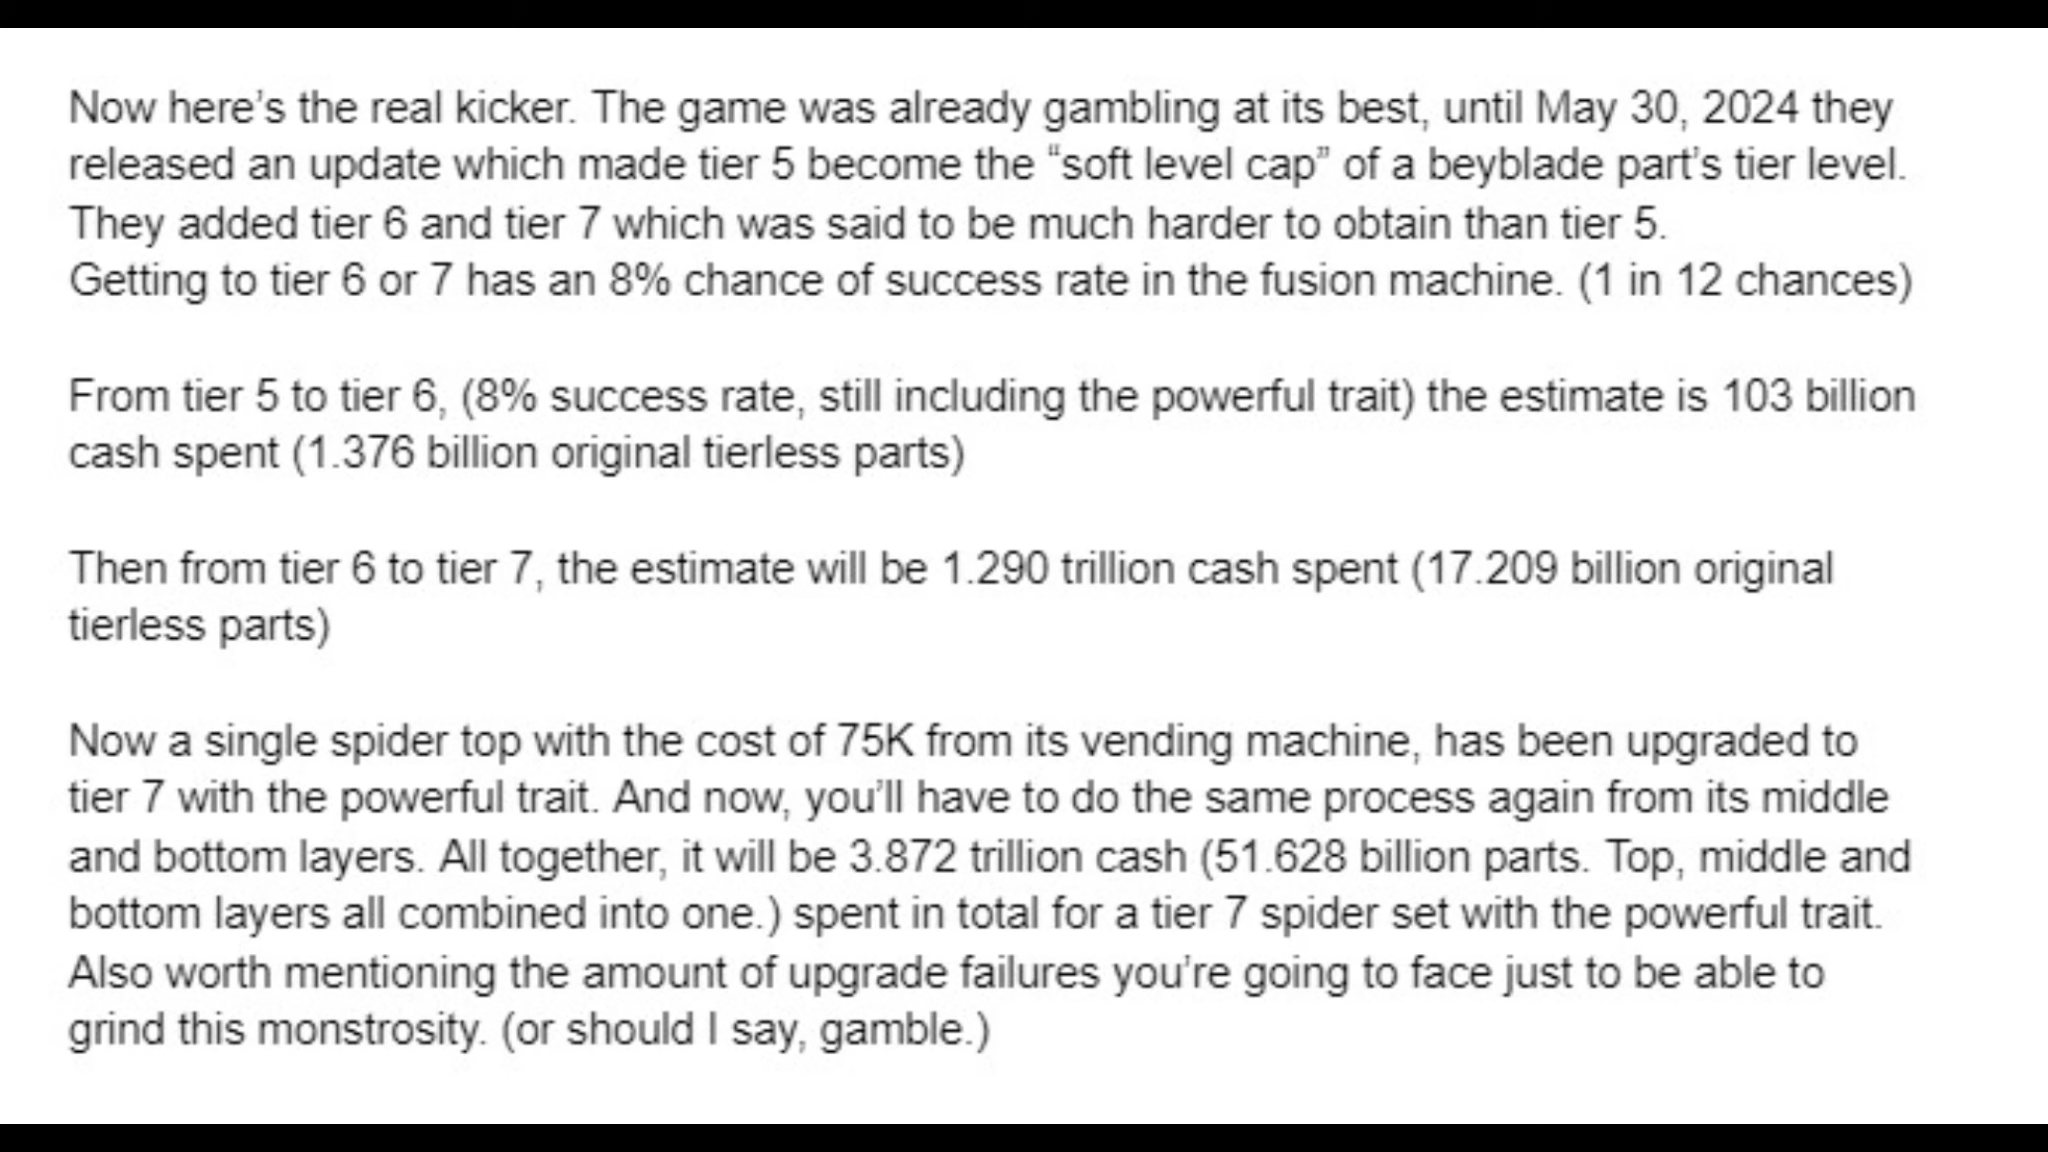 Now here's the real kicker. The game was already gambling at its best, until May 30, 2024 they
released an update which made tier 5 become the “soft level cap” of a beyblade part's tier level.
They added tier 6 and tier 7 which was said to be much harder to obtain than tier 5.
Getting to tier 6 or 7 has an 8% chance of success rate in the fusion machine. (1 in 12 chances)
From tier 5 to tier 6, (8% success rate, still including the powerful trait) the estimate is 103 billion
cash spent (1.376 billion original tierless parts)
Then from tier 6 to tier 7, the estimate will be 1.290 trillion cash spent (17.209 billion original
tierless parts)
Now a single spider top with the cost of 75K from its vending machine, has been upgraded to
tier 7 with the powerful trait. And now, you'll have to do the same process again from its middle
and bottom layers. All together, it will be 3.872 trillion cash (51.628 billion parts. Top, middle and
bottom layers all combined into one.) spent in total for a tier 7 spider set with the powerful trait.
Also worth mentioning the amount of upgrade failures you're going to face just to be able to
grind this monstrosity. (or should I say, gamble.)